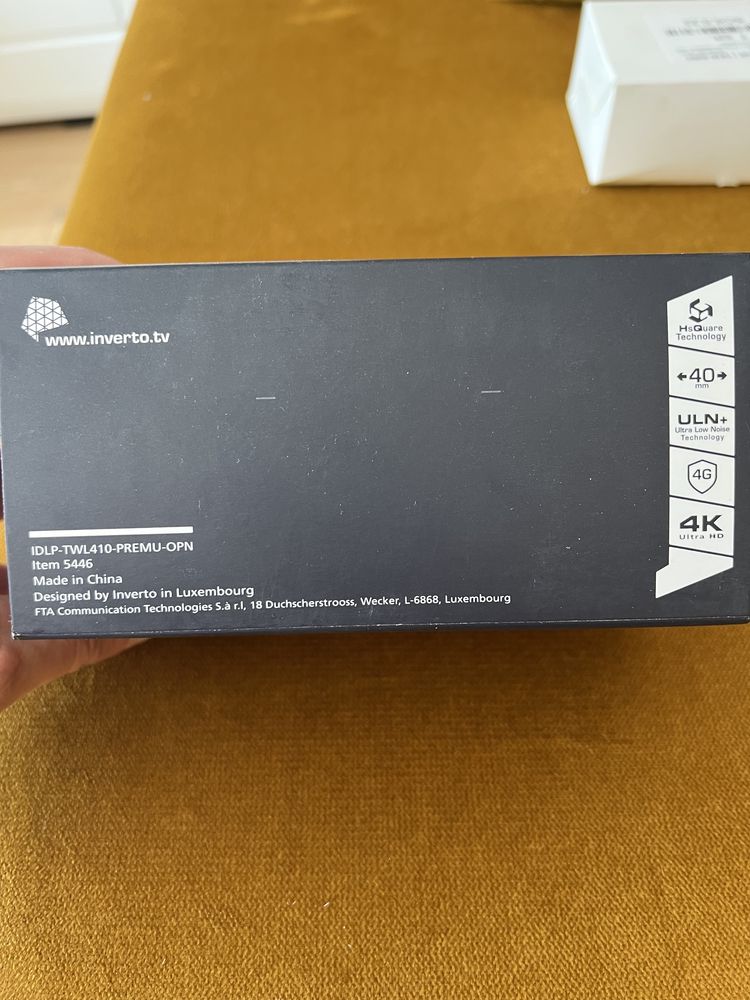 www.inverto.tv
HsQuare
Technology
40
mm
ULN+
Ultra Low Noise
Technology
4G
4K
Ultra HD
IDLP-TWL410-PREMU-OPN
Item 5446
Made in China
Designed by Inverto in Luxembourg
FTA Communication Technologies S.à r.l, 18 Duchscherstrooss, Wecker, L-6868, Luxembourg